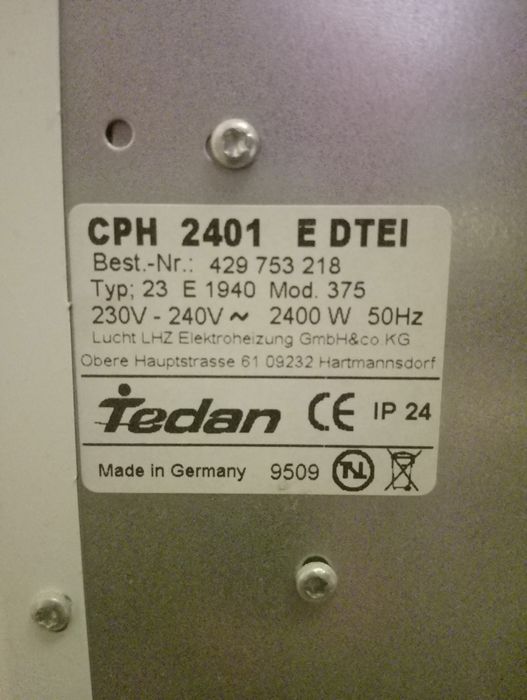 CPH 2401 E DTEI
Best.-Nr.: 429 753 218
Typ; 23 E 1940 Mod. 375
230V - 240V ~ 2400 W 50Hz
Lucht LHZ Elektroheizung GmbH&co KG
Obere Hauptstrasse 61 09232 Hartmannsdorf
Tedan CE IP 24
Made in Germany 9509